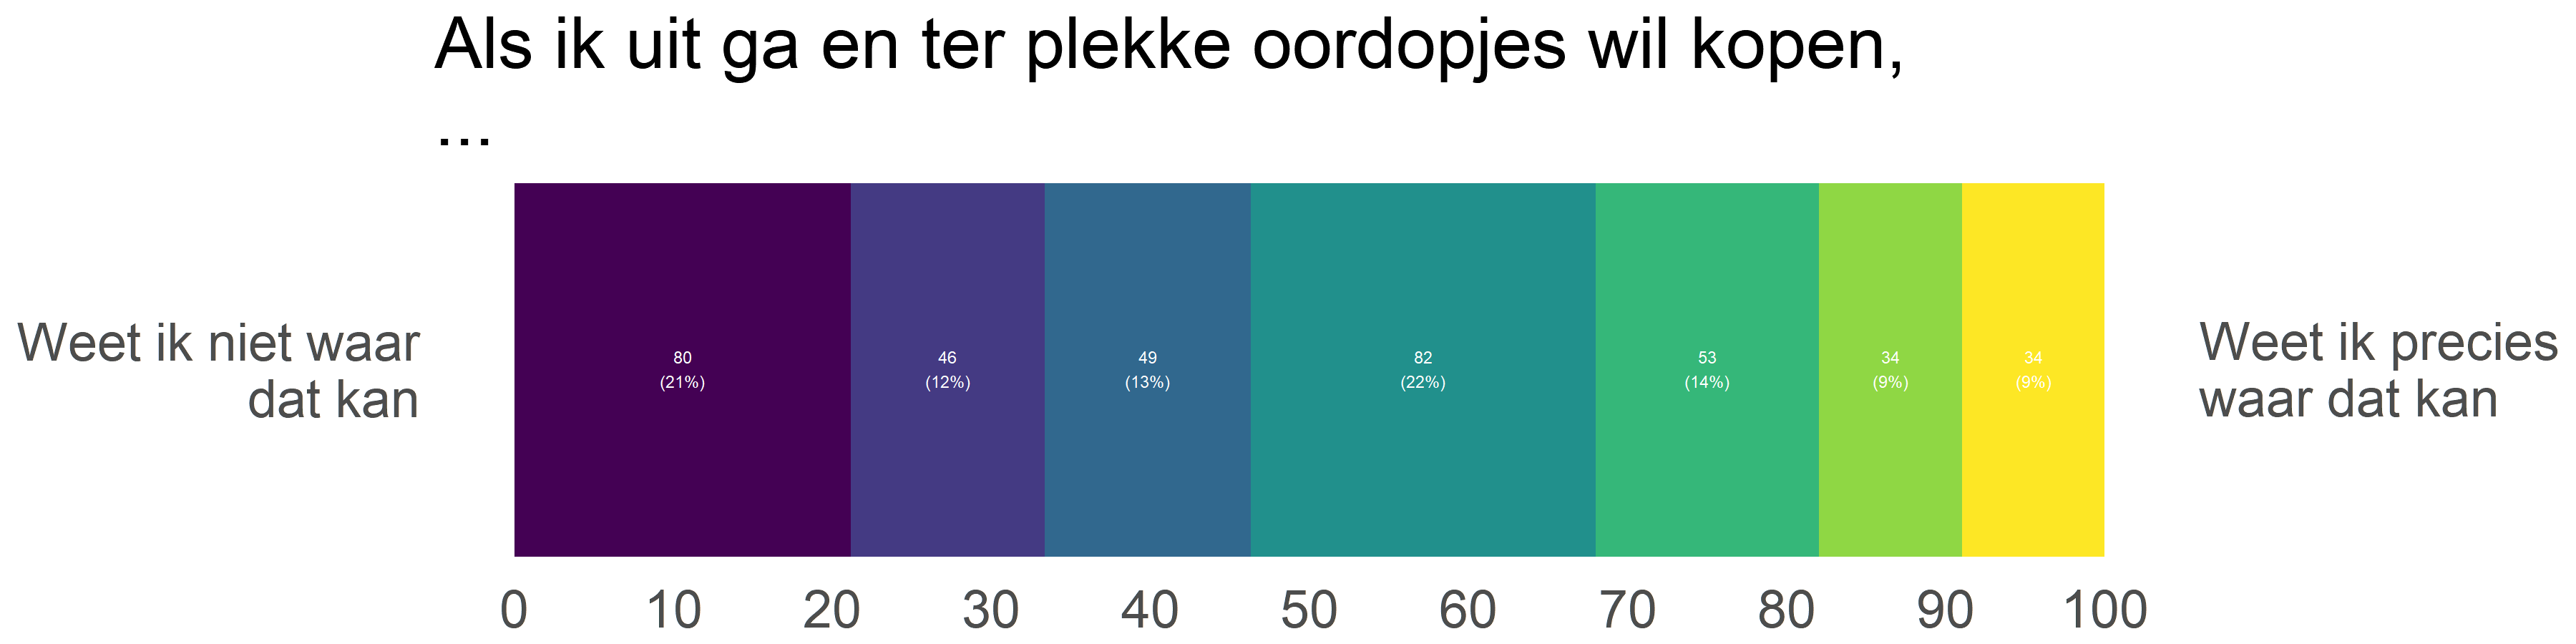 Als ik uit ga en ter plekke oordopjes wil kopen,
...
Weet ik niet waar
dat kan
80
(21%)
46
(12%)
49
(13%)
82
(22%)
53
(14%)
34
(9%)
34
(9%)
Weet ik precies
waar dat kan
0 10 20 30 40 50 60 70 80 90 100